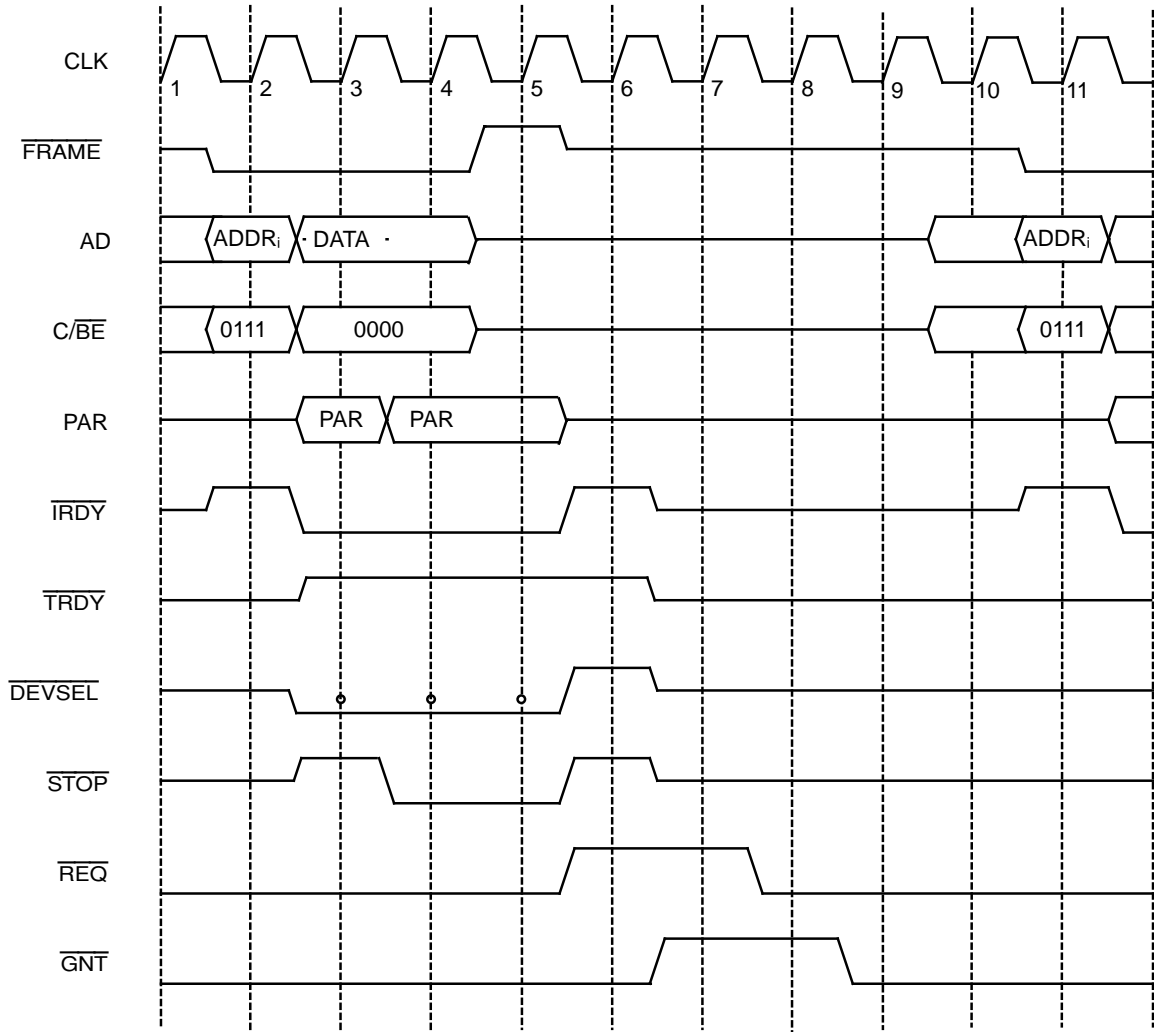 CLK
1 2 3 4 5 6 7 8 9 10 11
FRAME
AD ADDRi DATA ADDRi
C/BE 0111 0000 0111
PAR PAR PAR
IRDY
TRDY
DEVSEL
STOP
REQ
GNT